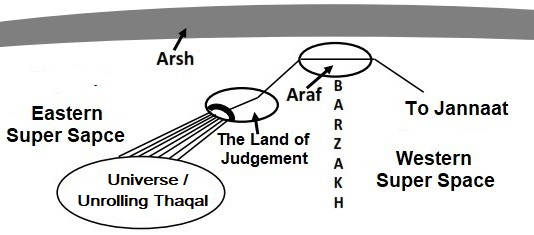 Arsh
Araf
To Jannaat
Eastern
Super Sapce
The Land of
Judgement
B
A
R
Z
A
K
H
Western
Super Space
Universe /
Unrolling Thaqal